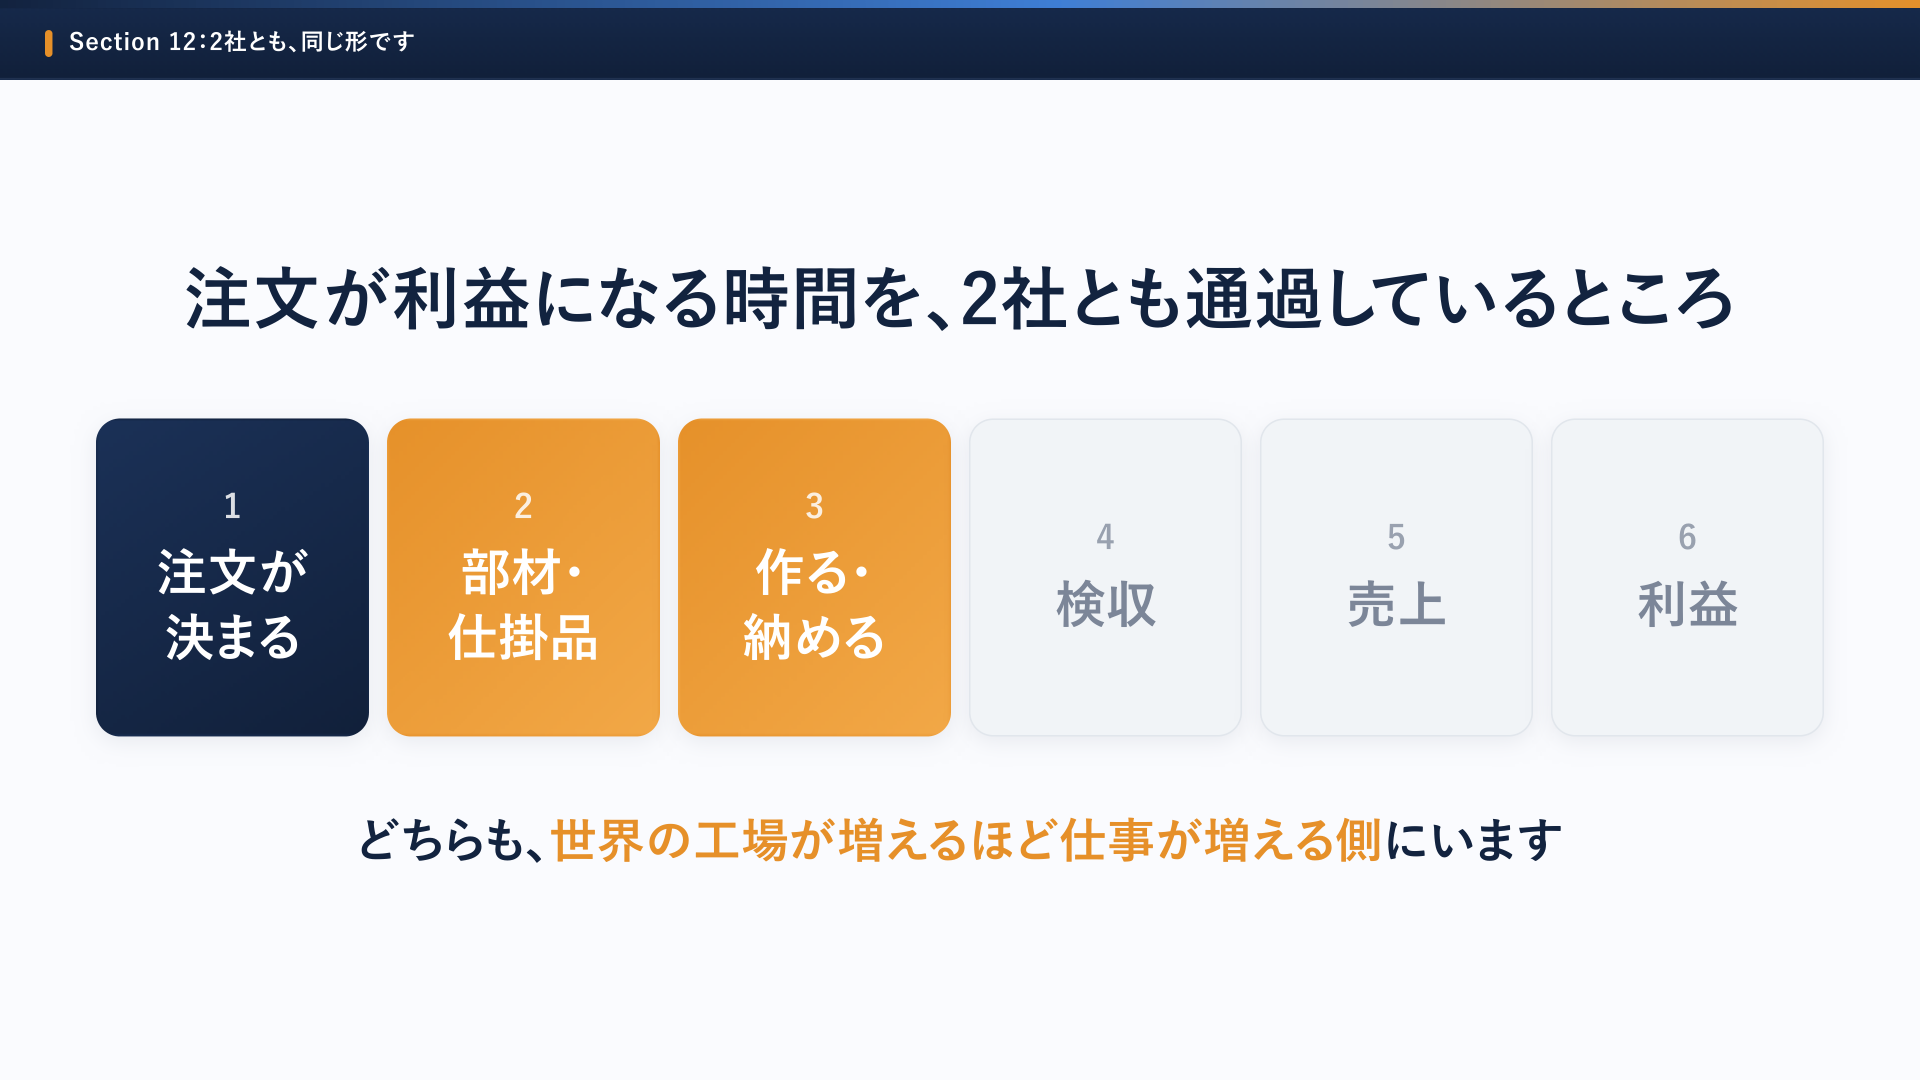 Section 12：2社とも、同じ形です
注文が利益になる時間を、2社とも通過しているところ
1
注文が
決まる
2
部材・
仕掛品
3
作る・
納める
4
検収
5
売上
6
利益
どちらも、世界の工場が増えるほど仕事が増える側にいます